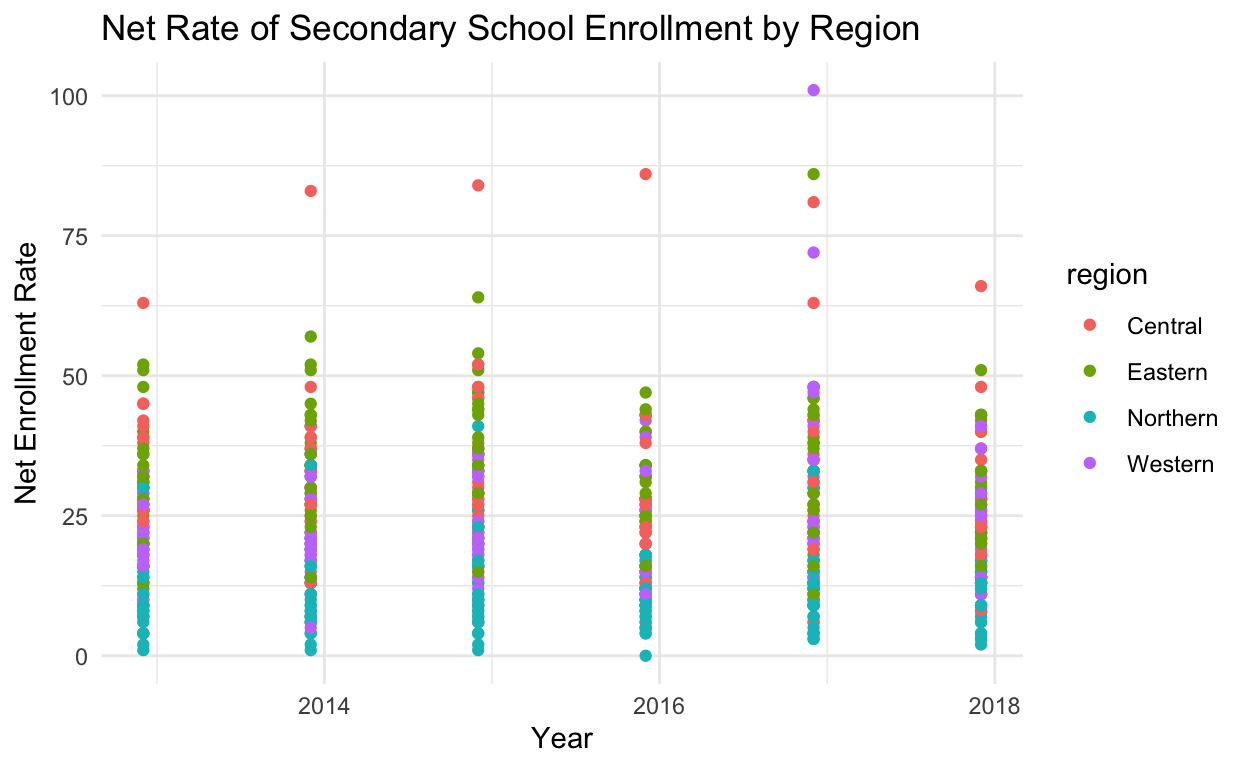 Net Rate of Secondary School Enrollment by Region
100
75
50
25
0
Net Enrollment Rate
2014
2016
2018
Year
region
Central
Eastern
Northern
Western